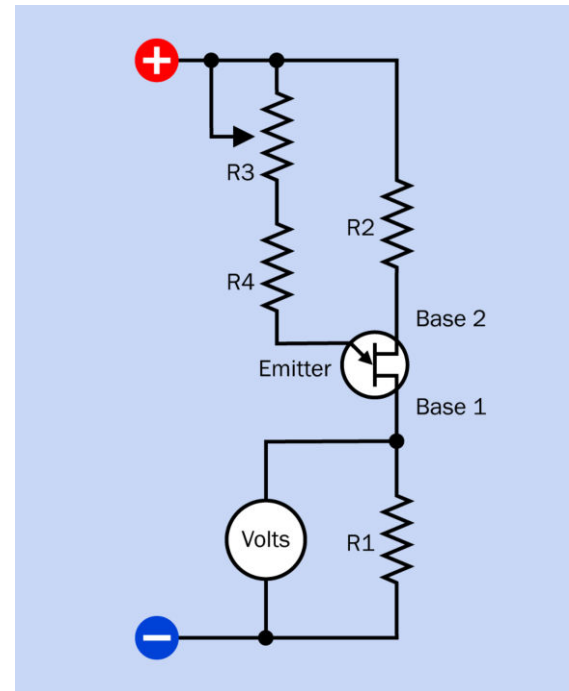 +
R3
R2
R4
Base 2
Emitter
Base 1
Volts
R1
−